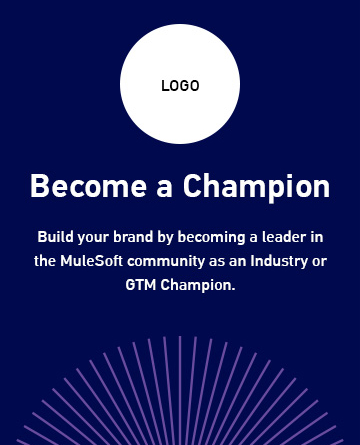 LOGO
Become a Champion
Build your brand by becoming a leader in
the MuleSoft community as an Industry or
GTM Champion.